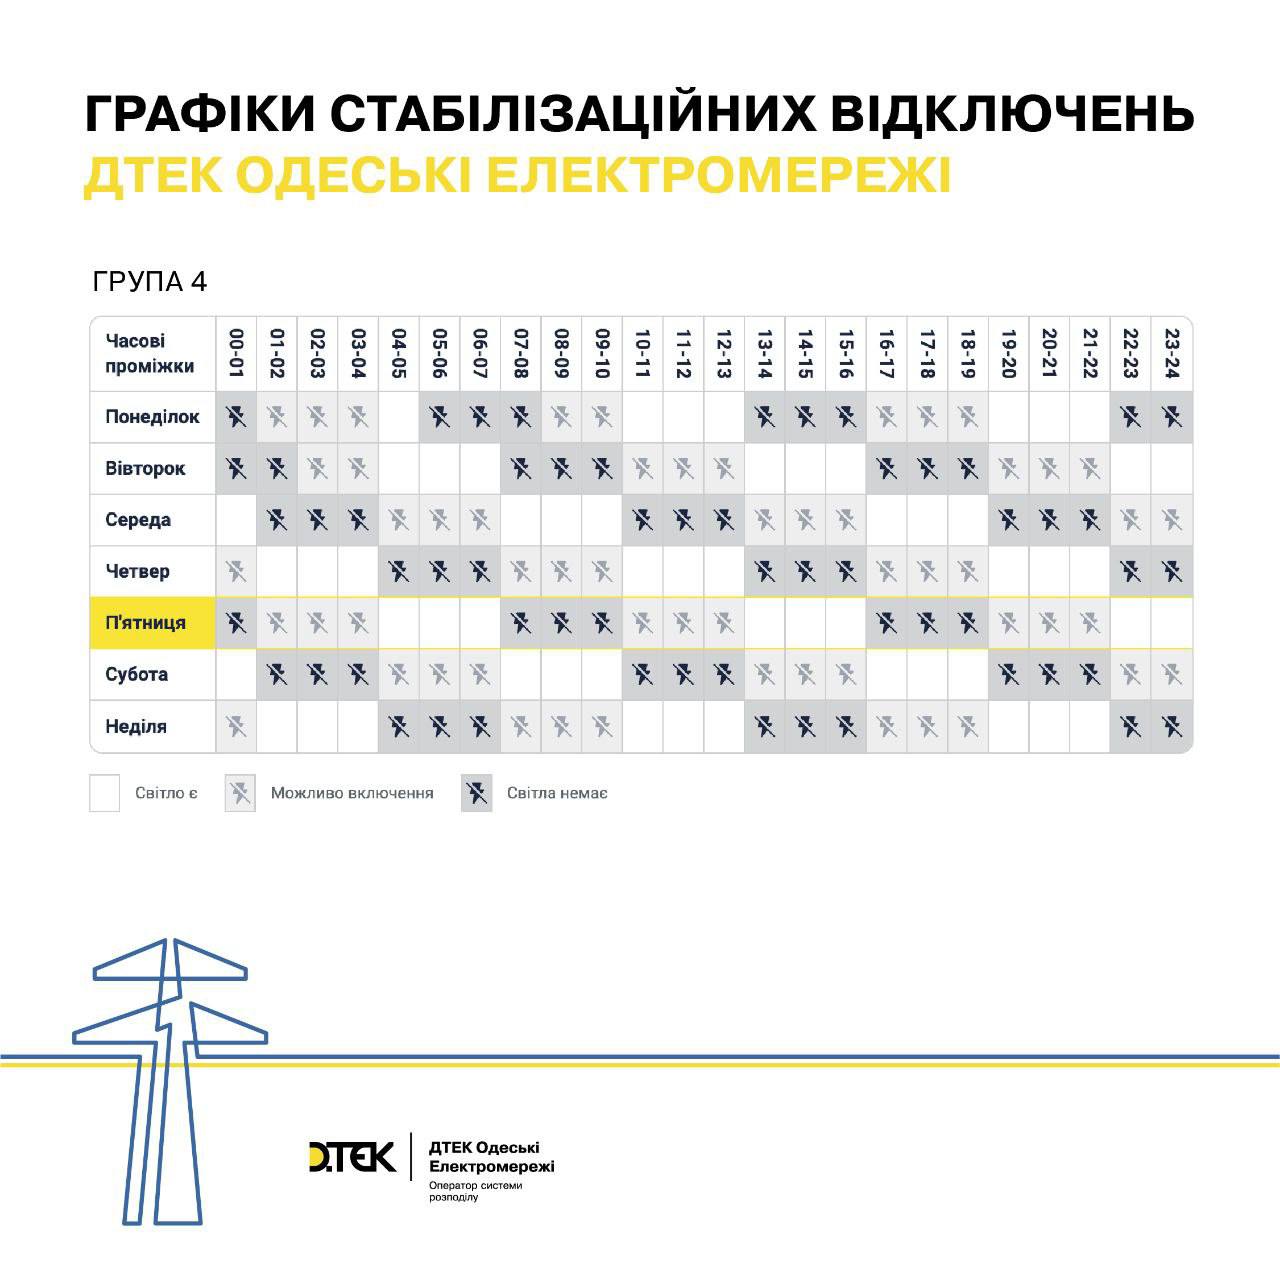 ГРАФІКИ СТАБІЛІЗАЦІЙНИХ ВІДКЛЮЧЕНЬ
ДТЕК ОДЕСЬКІ ЕЛЕКТРОМЕРЕЖІ
ГРУПА 4
Часові
проміжки
00-01
01-02
02-03
03-04
04-05
05-06
06-07
07-08
08-09
09-10
10-11
11-12
12-13
13-14
14-15
15-16
16-17
17-18
18-19
19-20
20-21
21-22
22-23
23-24
Понеділок
Вівторок
Середа
Четвер
П'ятниця
Субота
Неділя
Світло є
Можливо включення
Світла немає
ДТЕК
ДТЕК Одеські
Електромережі
Оператор системи
розподілу